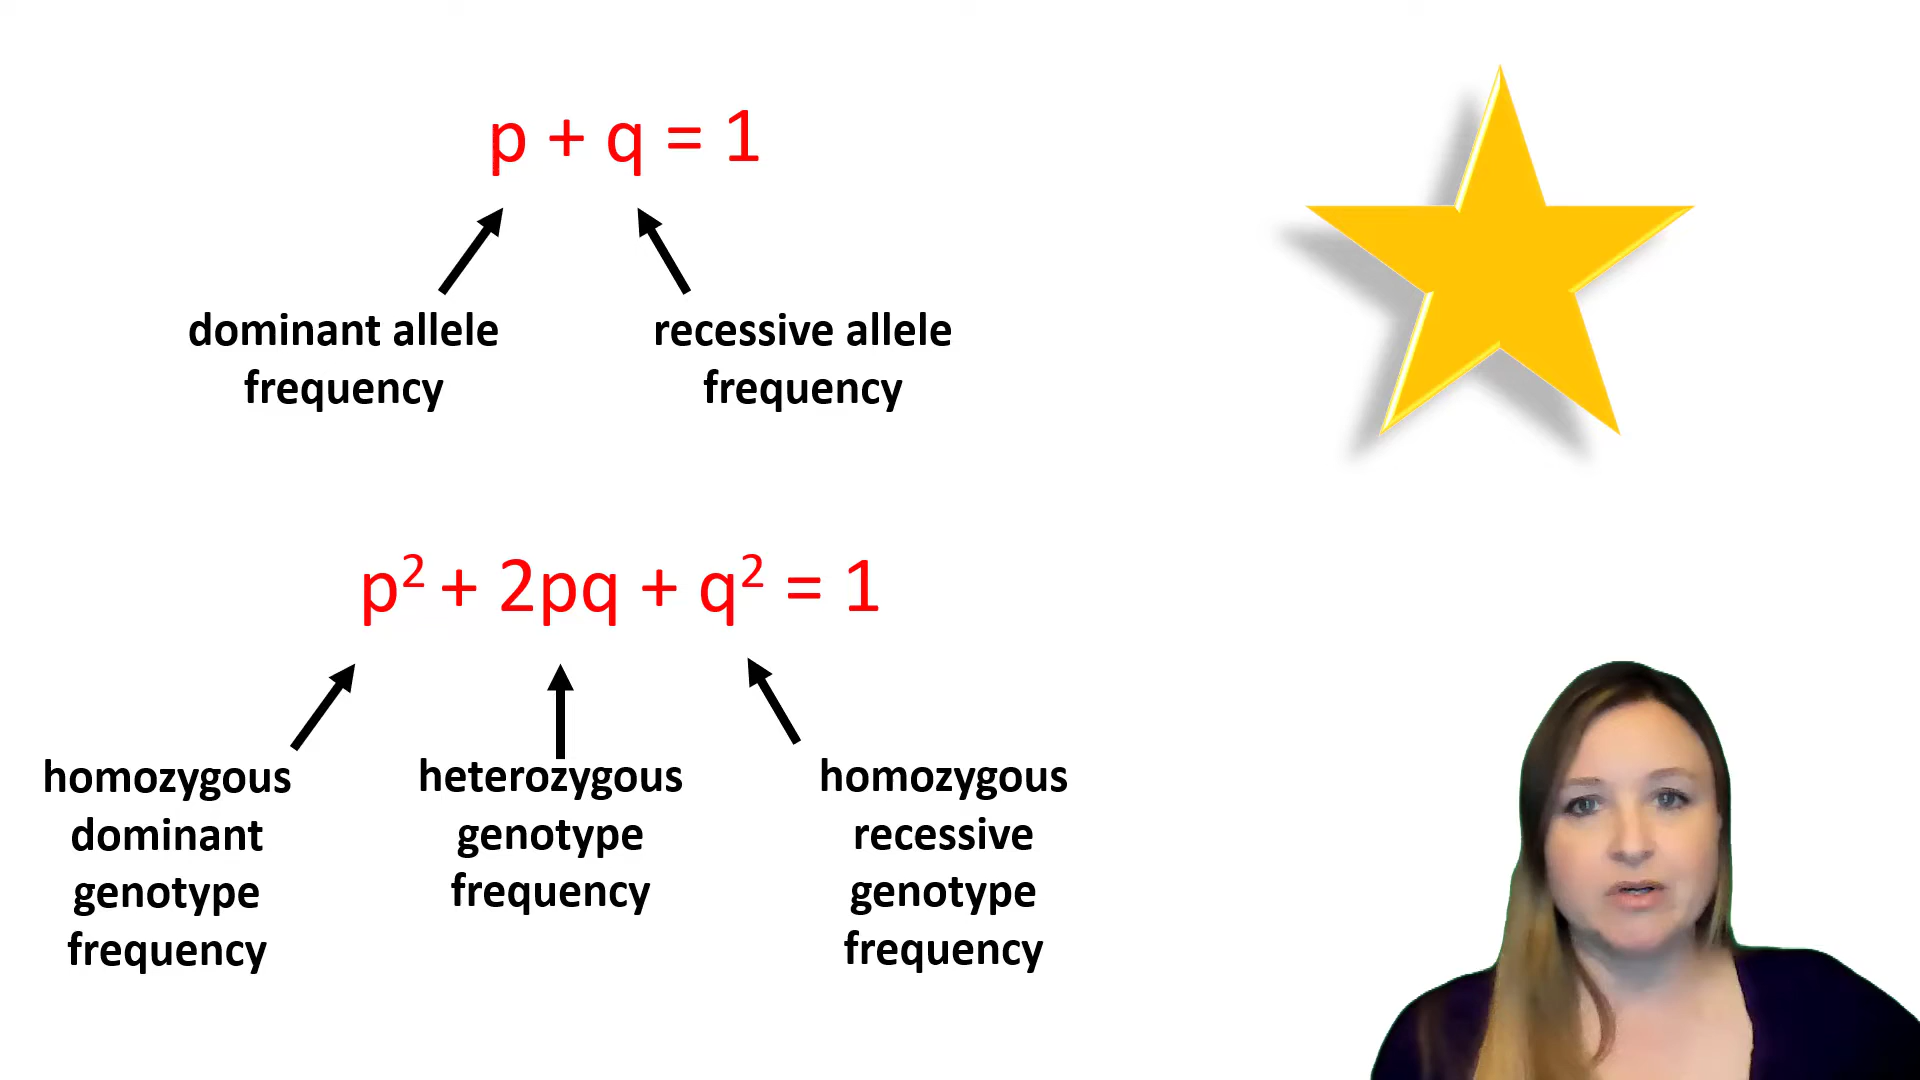 p + q = 1
dominant allele
frequency
recessive allele
frequency
p² + 2pq + q² = 1
homozygous
dominant
genotype
frequency
heterozygous
genotype
frequency
homozygous
recessive
genotype
frequency